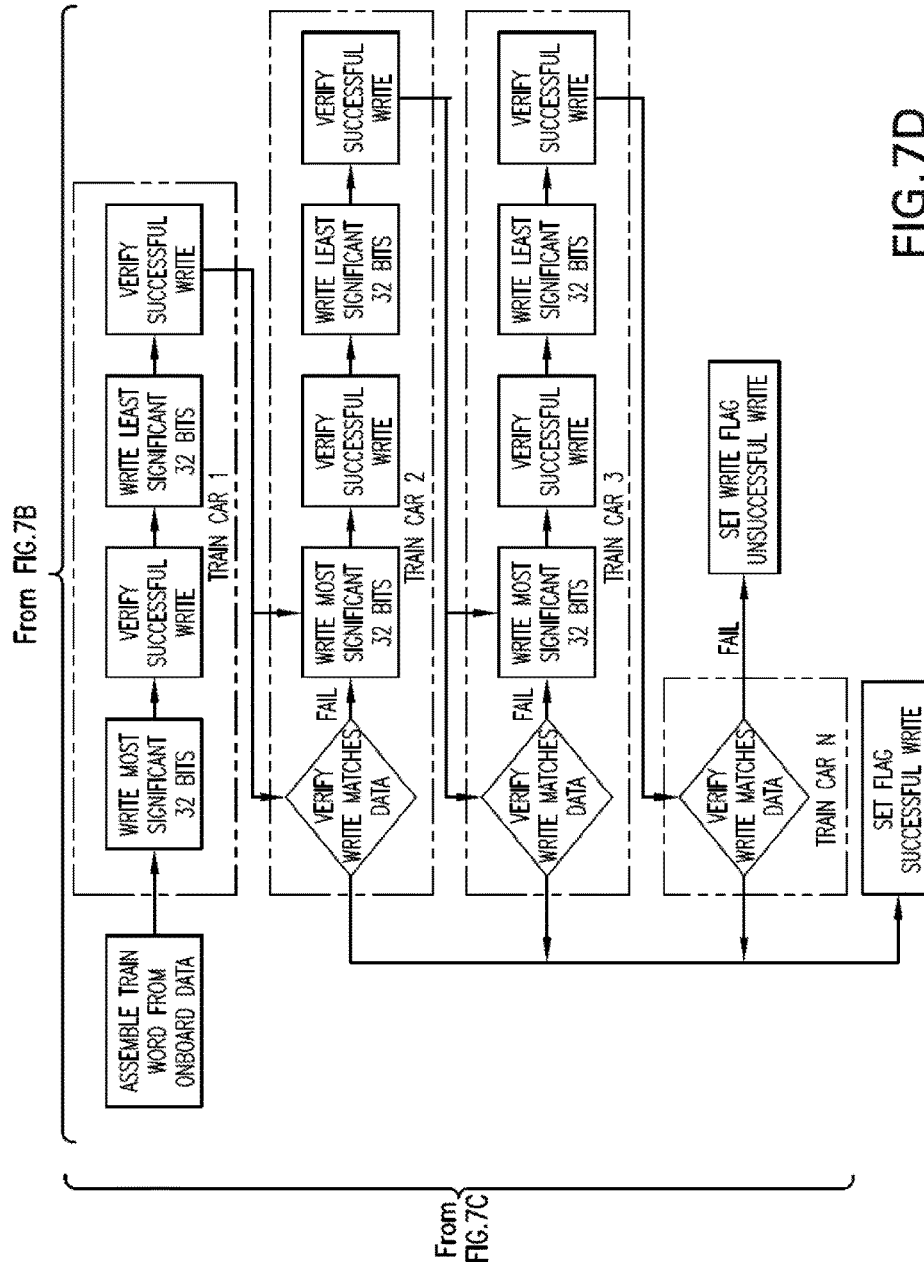 From FIG.7B
From
FIG.7C
ASSEMBLE TRAIN
WORD FROM
ONBOARD DATA
WRITE MOST
SIGNIFICANT
32 BITS
VERIFY
SUCCESSFUL
WRITE
WRITE LEAST
SIGNIFICANT
32 BITS
VERIFY
SUCCESSFUL
WRITE
TRAIN CAR 1
VERIFY
WRITE MATCHES
DATA
FAIL
WRITE MOST
SIGNIFICANT
32 BITS
VERIFY
SUCCESSFUL
WRITE
WRITE LEAST
SIGNIFICANT
32 BITS
VERIFY
SUCCESSFUL
WRITE
TRAIN CAR 2
VERIFY
WRITE MATCHES
DATA
FAIL
WRITE MOST
SIGNIFICANT
32 BITS
VERIFY
SUCCESSFUL
WRITE
WRITE LEAST
SIGNIFICANT
32 BITS
VERIFY
SUCCESSFUL
WRITE
TRAIN CAR 3
VERIFY
WRITE MATCHES
DATA
TRAIN CAR N
FAIL
SET WRITE FLAG
UNSUCCESSFUL WRITE
SET FLAG
SUCCESSFUL WRITE
FIG.7D